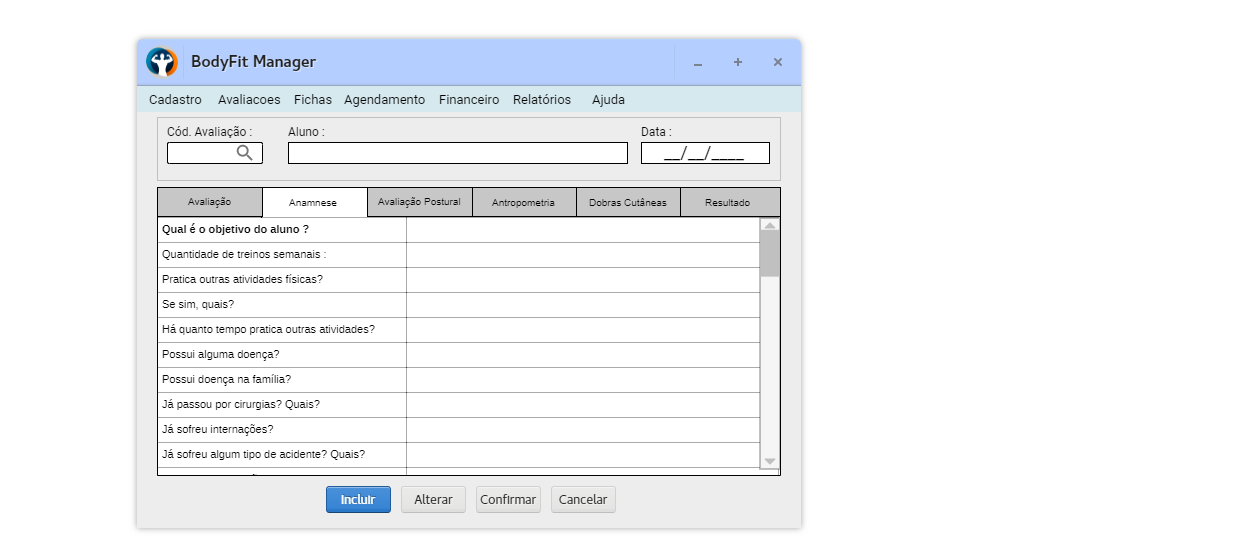 BodyFit Manager
Cadastro Avaliacoes Fichas Agendamento Financeiro Relatórios Ajuda
Cód. Avaliação : Aluno : Data :
__/__/____
Avaliação Anamnese Avaliação Postural Antropometria Dobras Cutâneas Resultado
Qual é o objetivo do aluno ?
Quantidade de treinos semanais :
Pratica outras atividades físicas?
Se sim, quais?
Há quanto tempo pratica outras atividades?
Possui alguma doença?
Possui doença na família?
Já passou por cirurgias? Quais?
Já sofreu internações?
Já sofreu algum tipo de acidente? Quais?
Incluir Alterar Confirmar Cancelar